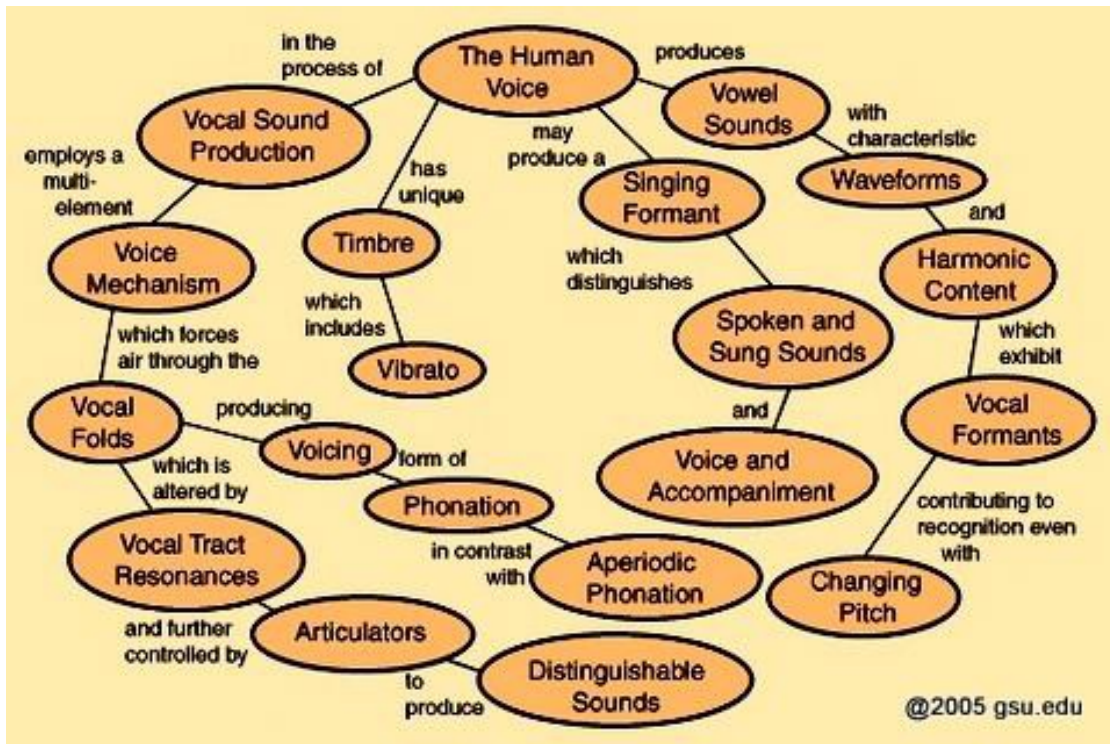 The Human
Voice
in the
process of
Vocal Sound
Production
employs a
multi-
element
Voice
Mechanism
which forces
air through the
Vocal
Folds
producing
Voicing
form of
Phonation
in contrast
with
Aperiodic
Phonation
which is
altered by
Vocal Tract
Resonances
and further
controlled by
Articulators
to
produce
Distinguishable
Sounds
has
unique
Timbre
which
includes
Vibrato
may
produce a
Singing
Formant
which
distinguishes
Spoken and
Sung Sounds
and
Voice and
Accompaniment
produces
Vowel
Sounds
with
characteristic
Waveforms
and
Harmonic
Content
which
exhibit
Vocal
Formants
contributing to
recognition even
with
Changing
Pitch
@2005 gsu.edu